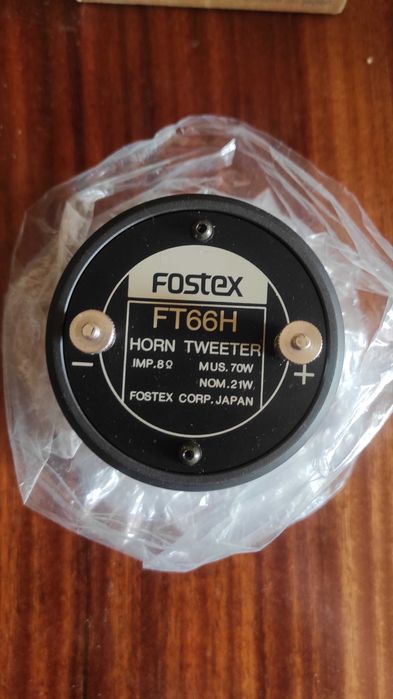 Fostex
FT66H
HORN TWEETER
IMP.8Ω MUS.70W
NOM.21W
FOSTEX CORP.JAPAN
− +